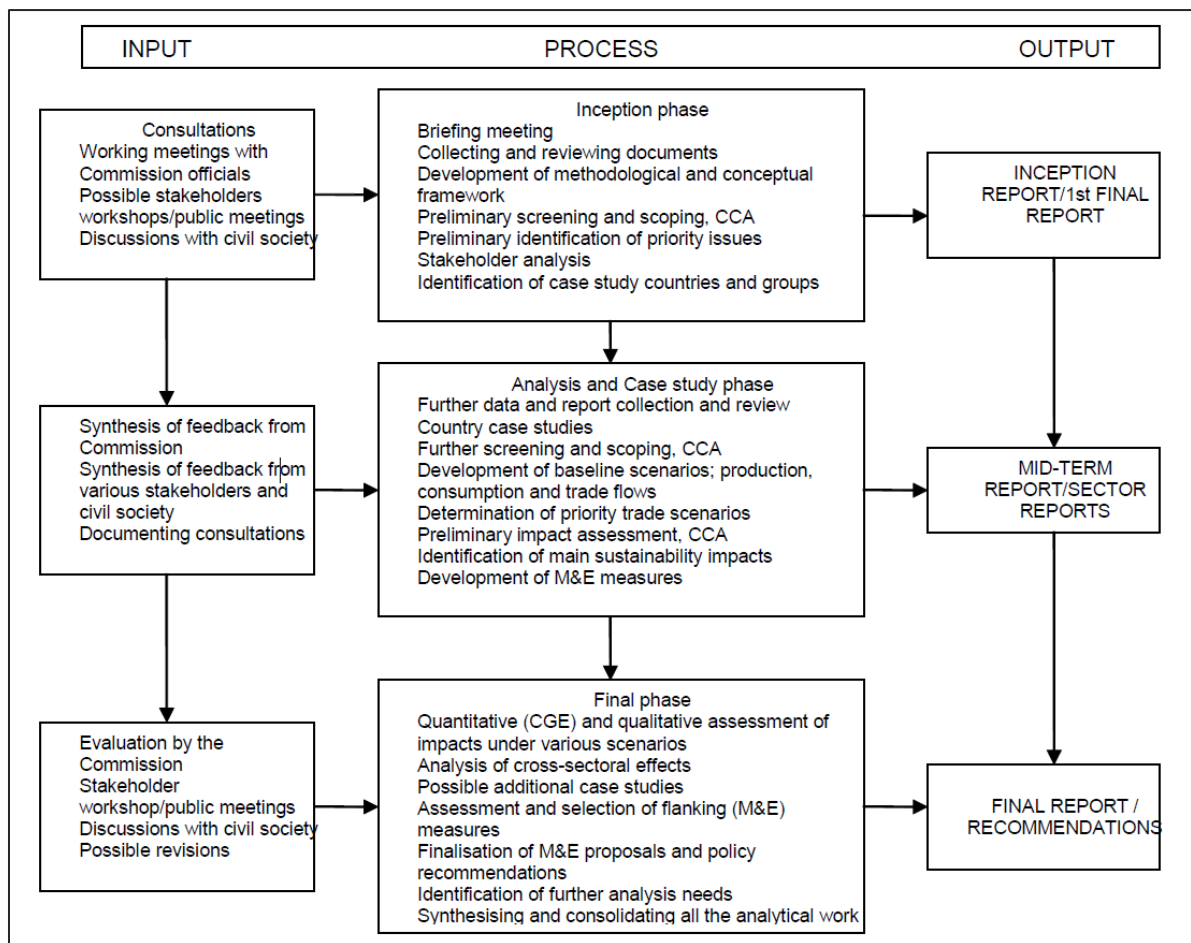 INPUT
PROCESS
OUTPUT
Consultations
Working meetings with
Commission officials
Possible stakeholders
workshops/public meetings
Discussions with civil society
Inception phase
Briefing meeting
Collecting and reviewing documents
Development of methodological and conceptual
framework
Preliminary screening and scoping, CCA
Preliminary identification of priority issues
Stakeholder analysis
Identification of case study countries and groups
INCEPTION
REPORT/1st FINAL
REPORT
Synthesis of feedback from
Commission
Synthesis of feedback from
various stakeholders and
civil society
Documenting consultations
Analysis and Case study phase
Further data and report collection and review
Country case studies
Further screening and scoping, CCA
Development of baseline scenarios; production,
consumption and trade flows
Determination of priority trade scenarios
Preliminary impact assessment, CCA
Identification of main sustainability impacts
Development of M&E measures
MID-TERM
REPORT/SECTOR
REPORTS
Evaluation by the
Commission
Stakeholder
workshop/public meetings
Discussions with civil society
Possible revisions
Final phase
Quantitative (CGE) and qualitative assessment of
impacts under various scenarios
Analysis of cross-sectoral effects
Possible additional case studies
Assessment and selection of flanking (M&E)
measures
Finalisation of M&E proposals and policy
recommendations
Identification of further analysis needs
Synthesising and consolidating all the analytical work
FINAL REPORT /
RECOMMENDATIONS